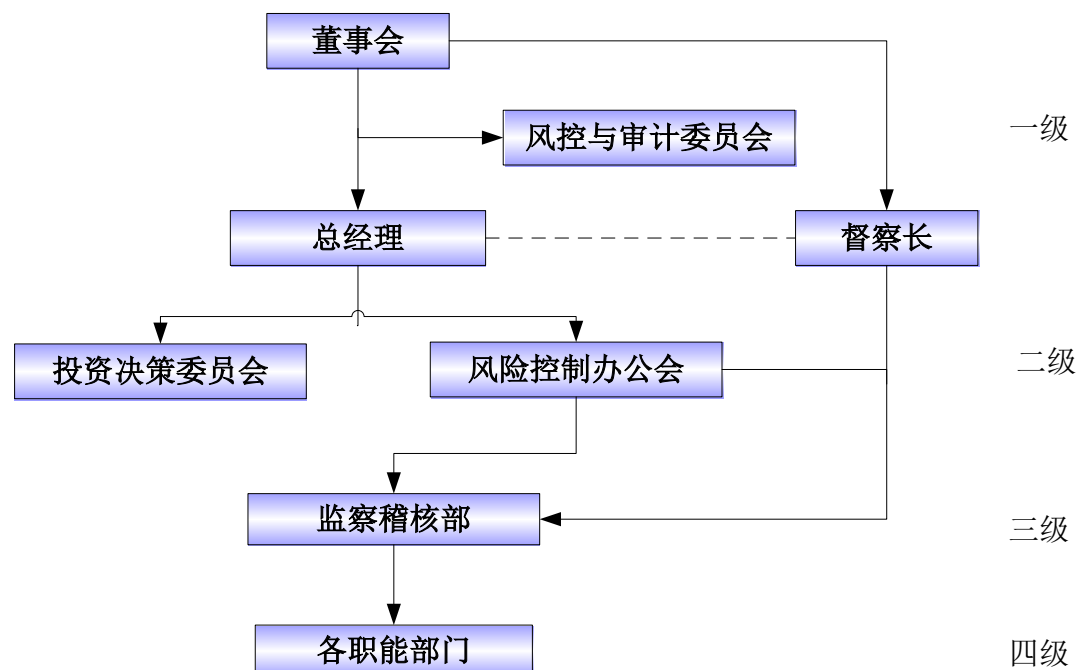 董事会
风控与审计委员会
一级
总经理
督察长
投资决策委员会
风险控制办公会
二级
监察稽核部
三级
各职能部门
四级